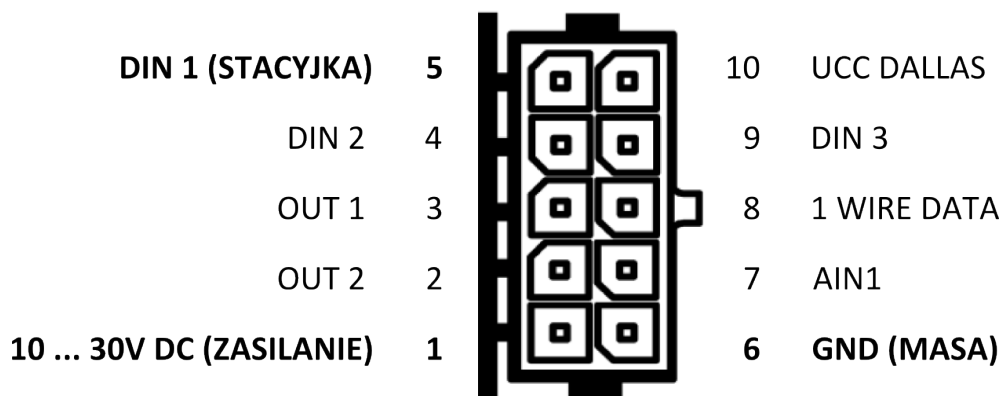 DIN 1 (STACYJKA) 5 10 UCC DALLAS
DIN 2 4 9 DIN 3
OUT 1 3 8 1 WIRE DATA
OUT 2 2 7 AIN1
10 ... 30V DC (ZASILANIE) 1 6 GND (MASA)